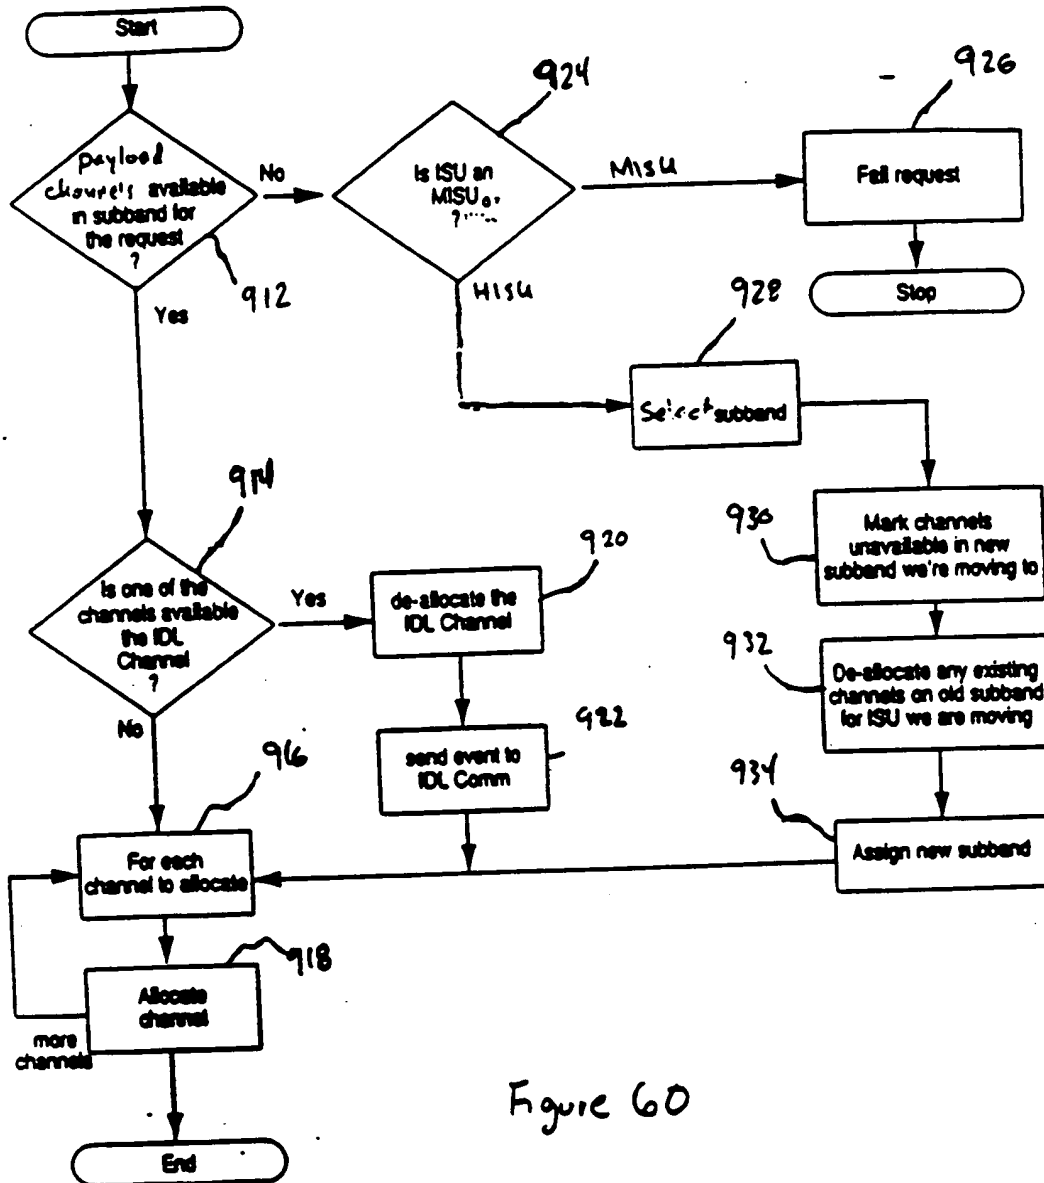 Start
payload
channels available
in subband for
the request
?
912
No
Yes
924
Is ISU an
MISU
?
MISU
HISU
926
Fail request
Stop
928
Select subband
930
Mark channels
unavailable in new
subband we're moving to
932
De-allocate any existing
channels on old subband
for ISU we are moving
934
Assign new subband
914
Is one of the
channels available
the IDL
Channel
?
Yes
No
920
de-allocate the
IDL Channel
922
send event to
IDL Comm
916
For each
channel to allocate
918
Allocate
channel
more
channels
End
Figure 60